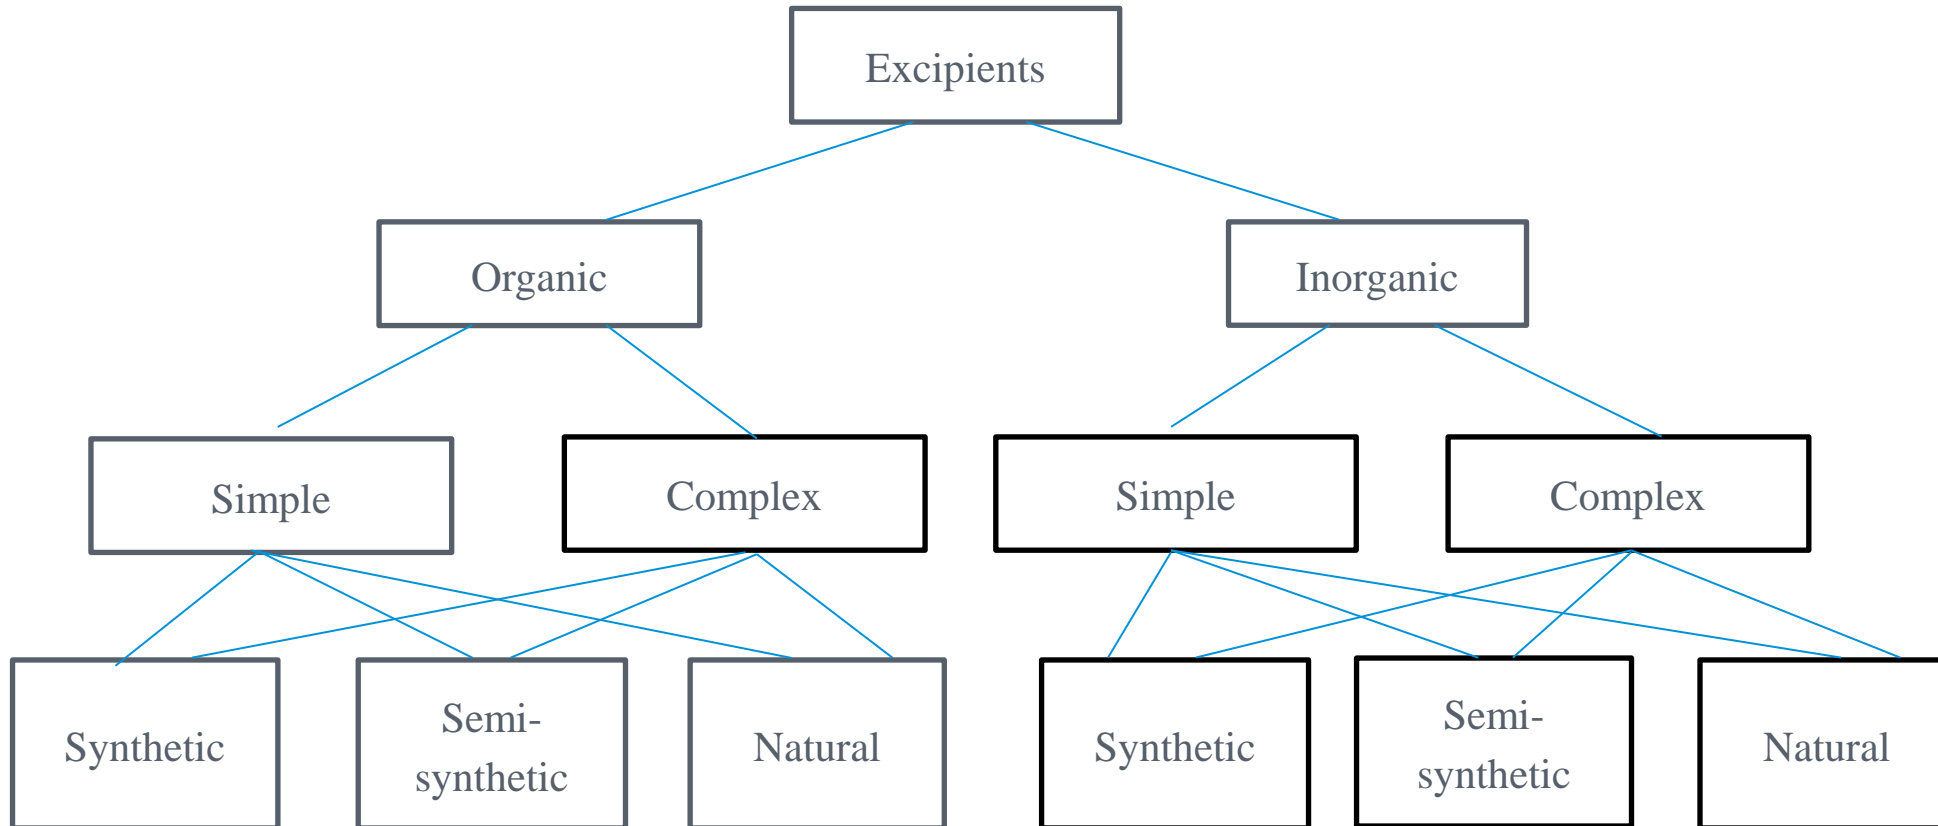 Excipients
Organic
Inorganic
Simple
Complex
Simple
Complex
Synthetic
Semi-
synthetic
Natural
Synthetic
Semi-
synthetic
Natural